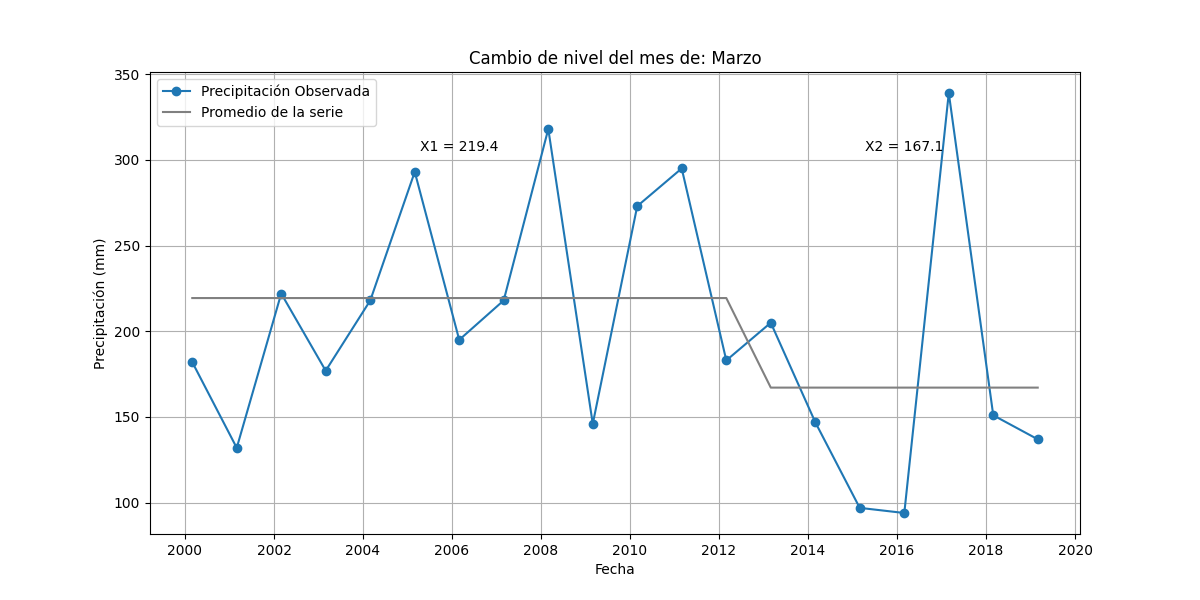 Cambio de nivel del mes de: Marzo
Precipitación Observada
Promedio de la serie
X1 = 219.4
X2 = 167.1
Precipitación (mm)
350
300
250
200
150
100
2000 2002 2004 2006 2008 2010 2012 2014 2016 2018 2020
Fecha